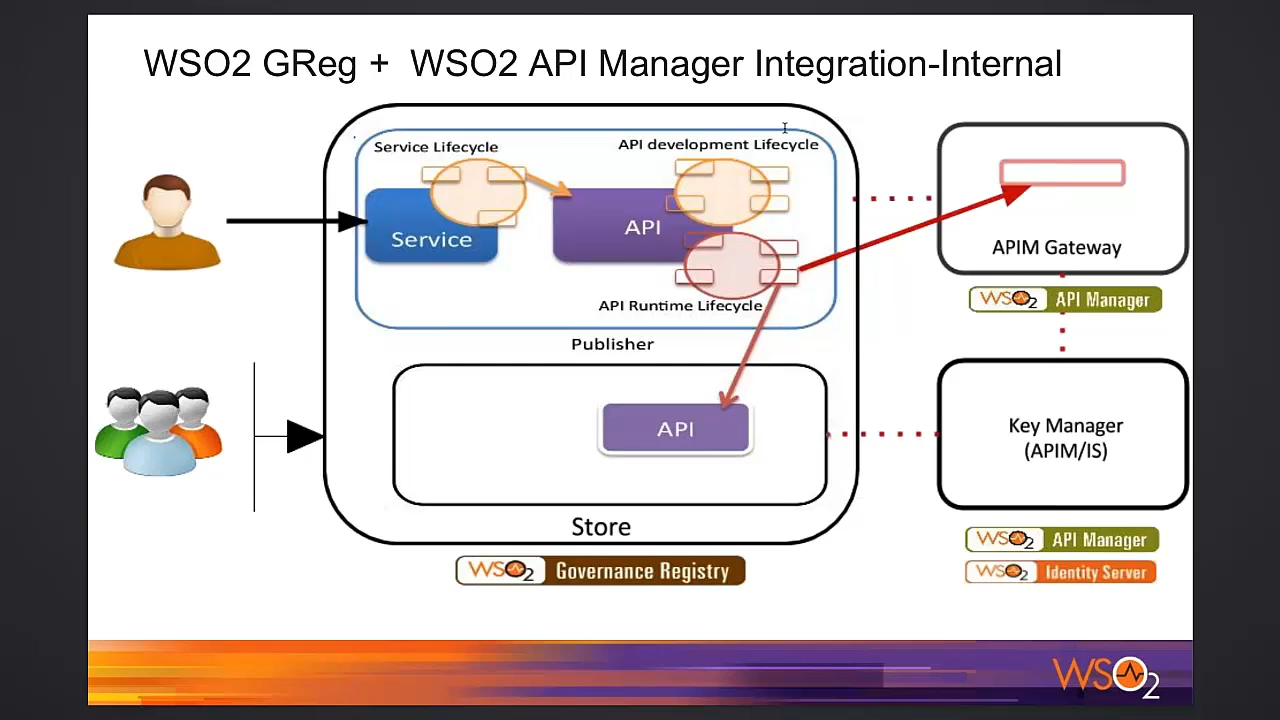 WSO2 GReg + WSO2 API Manager Integration-Internal
Service Lifecycle
API development Lifecycle
Service
API
API Runtime Lifecycle
Publisher
API
Store
WSO2 Governance Registry
APIM Gateway
WSO2 API Manager
Key Manager
(APIM/IS)
WSO2 API Manager
WSO2 Identity Server
WSO2